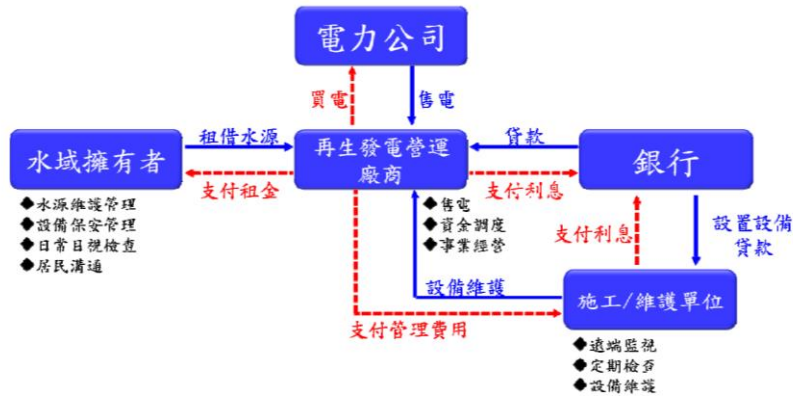 電力公司
買電
售電
水域擁有者
租借水源
支付租金
再生發電營運
廠商
貸款
支付利息
銀行
◆水源維護管理
◆設備保安管理
◆日常目視檢查
◆居民溝通
◆售電
◆資金調度
◆事業經營
支付利息
設置設備
貸款
設備維護
支付管理費用
施工/維護單位
◆遠端監視
◆定期檢查
◆設備維護